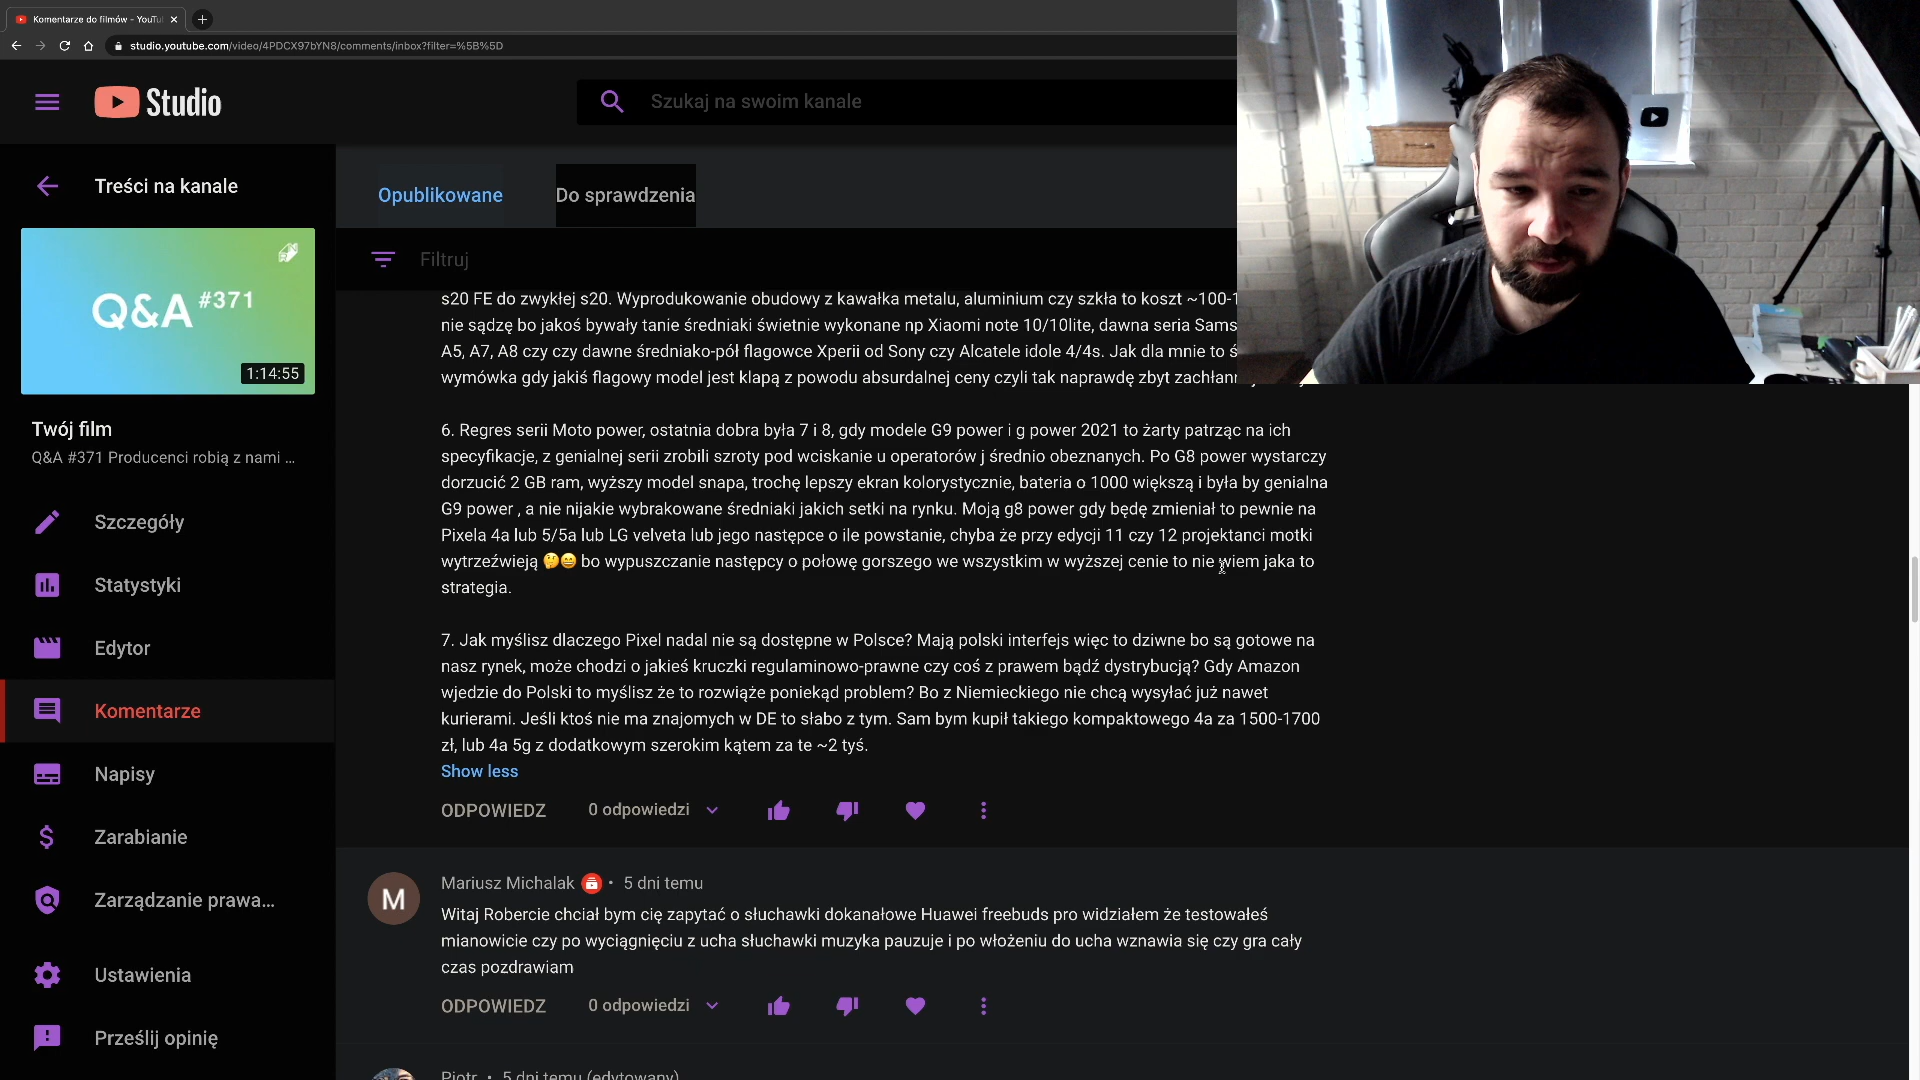 Komentarze do filmów - YouTu
studio.youtube.com/video/4PDCX97bYN8/comments/inbox?filter=%5B%5D
Studio
Szukaj na swoim kanale
Treści na kanale
Q&A #371
1:14:55
Twój film
Q&A #371 Producenci robią z nami ...
Szczegóły
Statystyki
Edytor
Komentarze
Napisy
Zarabianie
Zarządzanie prawa...
Ustawienia
Prześlij opinię
Opublikowane
Do sprawdzenia
Filtruj
s20 FE do zwykłej s20. Wyprodukowanie obudowy z kawałka metalu, aluminium czy szkła to koszt ~100-1
nie sądzę bo jakoś bywały tanie średniaki świetnie wykonane np Xiaomi note 10/10lite, dawna seria Sams
A5, A7, A8 czy czy dawne średniako-pół flagowce Xperii od Sony czy Alcatele idole 4/4s. Jak dla mnie to ś
wymówka gdy jakiś flagowy model jest klapą z powodu absurdalnej ceny czyli tak naprawdę zbyt zachłann
6. Regres serii Moto power, ostatnia dobra była 7 i 8, gdy modele G9 power i g power 2021 to żarty patrząc na ich
specyfikacje, z genialnej serii zrobili szroty pod wciskanie u operatorów j średnio obeznanych. Po G8 power wystarczy
dorzucić 2 GB ram, wyższy model snapa, trochę lepszy ekran kolorystycznie, bateria o 1000 większą i była by genialna
G9 power , a nie nijakie wybrakowane średniaki jakich setki na rynku. Moją g8 power gdy będę zmieniał to pewnie na
Pixela 4a lub 5/5a lub LG velveta lub jego następce o ile powstanie, chyba że przy edycji 11 czy 12 projektanci motki
wytrzeźwieją 🤔😄 bo wypuszczanie następcy o połowę gorszego we wszystkim w wyższej cenie to nie wiem jaka to
strategia.
7. Jak myślisz dlaczego Pixel nadal nie są dostępne w Polsce? Mają polski interfejs więc to dziwne bo są gotowe na
nasz rynek, może chodzi o jakieś kruczki regulaminowo-prawne czy coś z prawem bądź dystrybucją? Gdy Amazon
wjedzie do Polski to myślisz że to rozwiąże poniekąd problem? Bo z Niemieckiego nie chcą wysyłać już nawet
kurierami. Jeśli ktoś nie ma znajomych w DE to słabo z tym. Sam bym kupił takiego kompaktowego 4a za 1500-1700
zł, lub 4a 5g z dodatkowym szerokim kątem za te ~2 tyś.
Show less
ODPOWIEDZ 0 odpowiedzi
M
Mariusz Michalak • 5 dni temu
Witaj Robercie chciał bym cię zapytać o słuchawki dokanałowe Huawei freebuds pro widziałem że testowałeś
mianowicie czy po wyciągnięciu z ucha słuchawki muzyka pauzuje i po włożeniu do ucha wznawia się czy gra cały
czas pozdrawiam
ODPOWIEDZ 0 odpowiedzi
Piotr • 5 dni temu (edytowany)